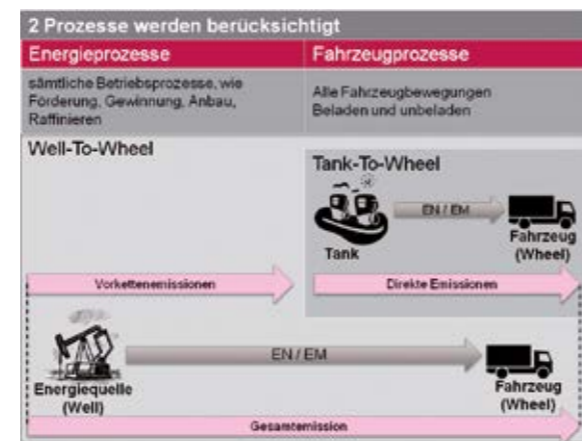 2 Prozesse werden berücksichtigt
Energieprozesse
Fahrzeugprozesse
sämtliche Betriebsprozesse, wie
Förderung, Gewinnung, Anbau,
Raffinieren
Alle Fahrzeugbewegungen
Beladen und unbeladen
Well-To-Wheel
Tank-To-Wheel
EN / EM
Tank
Fahrzeug
(Wheel)
Vorkettenemissionen
Direkte Emissionen
EN / EM
Energiequelle
(Well)
Fahrzeug
(Wheel)
Gesamtemission